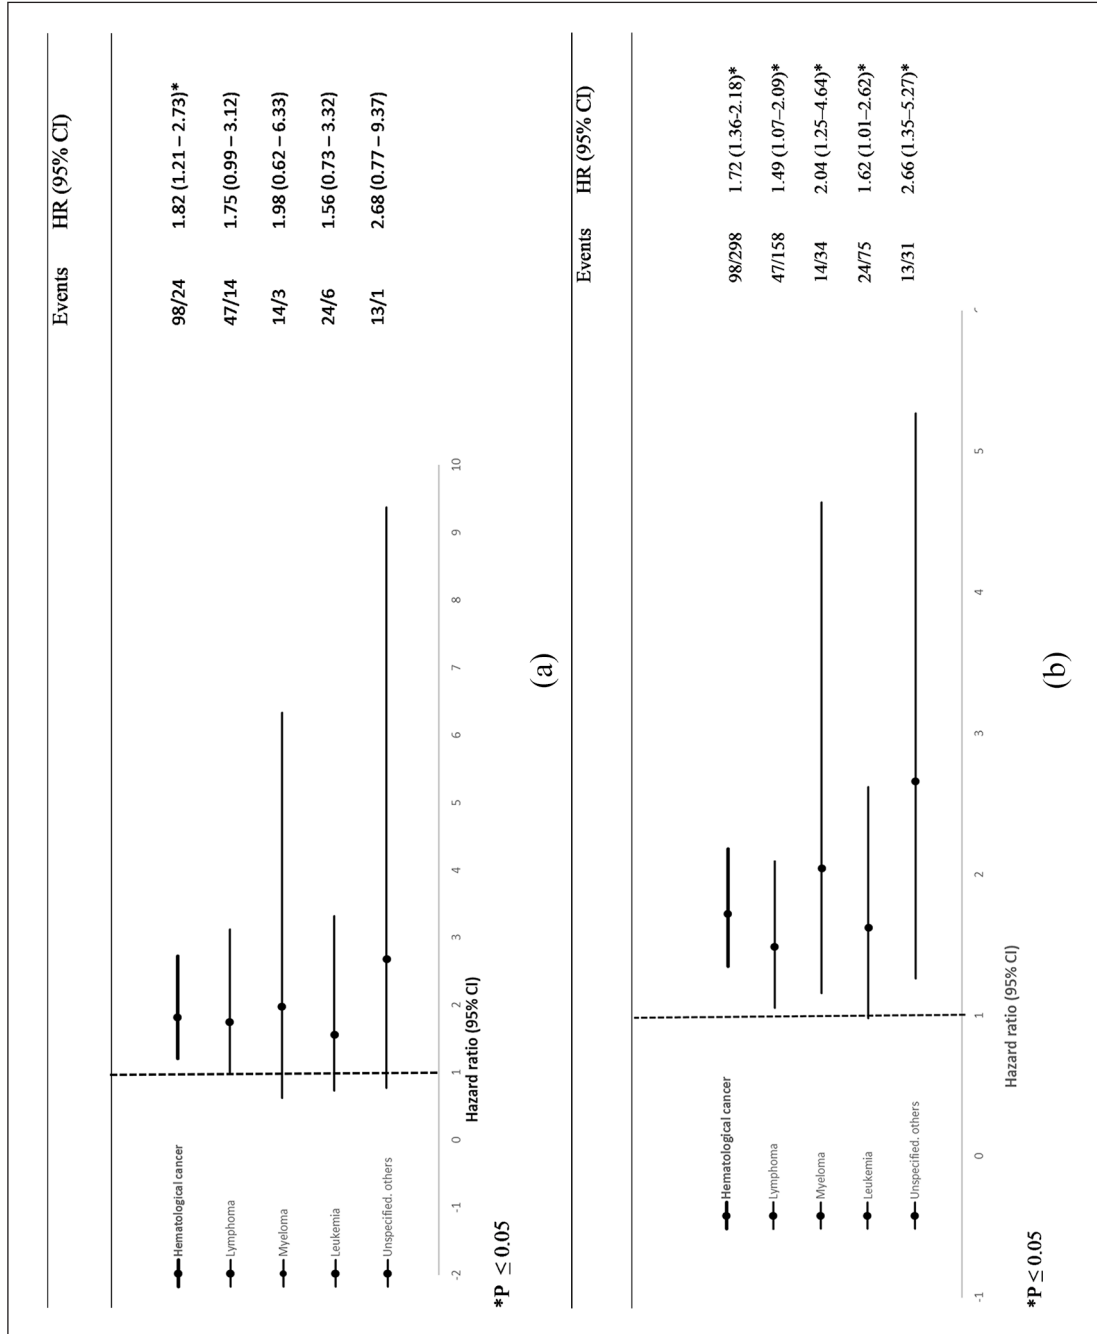 Events HR (95% CI)
Hematological cancer 98/24 1.82 (1.21 – 2.73)*
Lymphoma 47/14 1.75 (0.99 – 3.12)
Myeloma 14/3 1.98 (0.62 – 6.33)
Leukemia 24/6 1.56 (0.73 – 3.32)
Unspecified. others 13/1 2.68 (0.77 – 9.37)
-2 -1 0 1 2 3 4 5 6 7 8 9 10
Hazard ratio (95% CI)
*P ≤ 0.05
(a)
Events HR (95% CI)
Hematological cancer 98/298 1.72 (1.36-2.18)*
Lymphoma 47/158 1.49 (1.07–2.09)*
Myeloma 14/34 2.04 (1.25–4.64)*
Leukemia 24/75 1.62 (1.01–2.62)*
Unspecified. others 13/31 2.66 (1.35–5.27)*
-1 0 1 2 3 4 5
Hazard ratio (95% CI)
*P ≤ 0.05
(b)